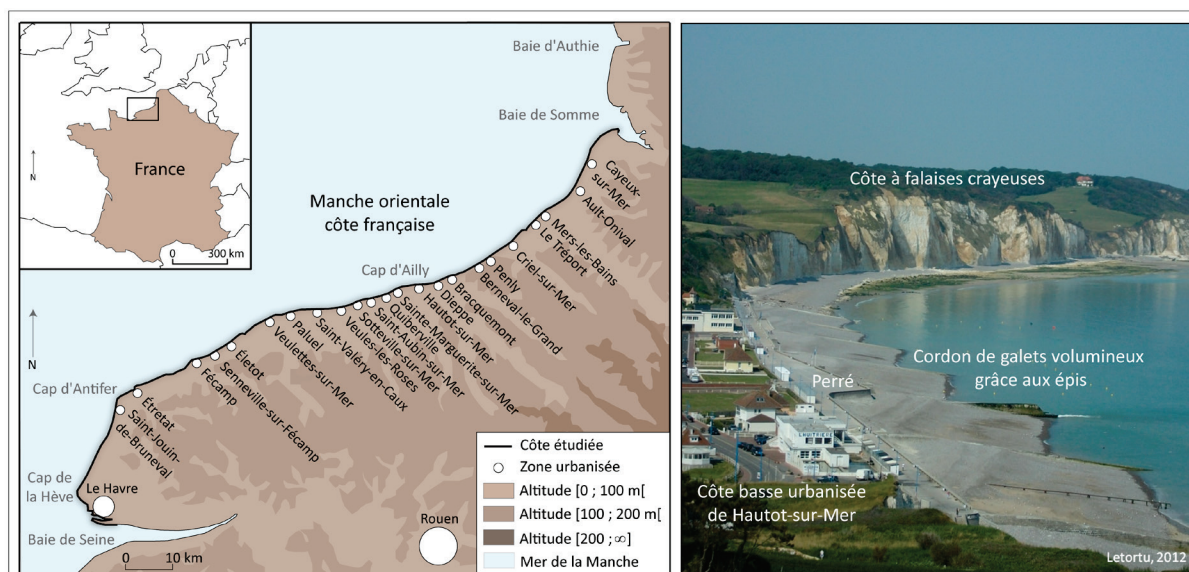 France
N
0
300 km
Baie d'Authie
Baie de Somme
Manche orientale
côte française
Cap d'Ailly
Cap d'Antifer
Cap de
la Hève
Baie de Seine
N
Cayeux-
sur-Mer
Ault-Onival
Mers-les-Bains
Le Tréport
Criel-sur-Mer
Penly
Berneval-le-Grand
Bracquemont
Dieppe
Hautot-sur-Mer
Sainte-Marguerite-sur-Mer
Quiberville
Saint-Aubin-sur-Mer
Sotteville-sur-Mer
Veules-les-Roses
Saint-Valéry-en-Caux
Paluel
Veulettes-sur-Mer
Életot
Senneville-sur-Fécamp
Fécamp
Étretat
Saint-Jouin-
de-Bruneval
Le Havre
Rouen
0
10 km
Côte étudiée
Zone urbanisée
Altitude [0 ; 100 m[
Altitude [100 ; 200 m[
Altitude [200 ; ∞[
Mer de la Manche
Côte à falaises crayeuses
Cordon de galets volumineux
grâce aux épis
Perré
L'HUITRIERE
Côte basse urbanisée
de Hautot-sur-Mer
Letortu, 2012